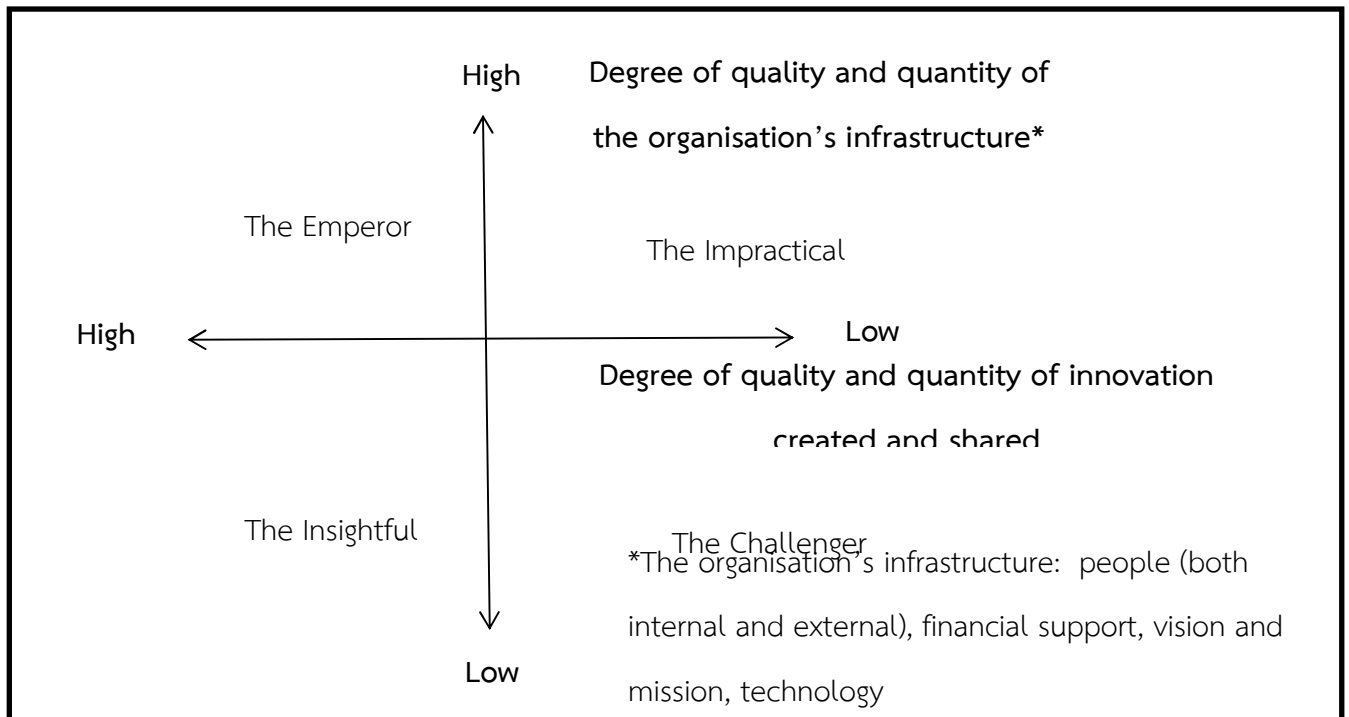 High
Degree of quality and quantity of
the organisation’s infrastructure*
The Emperor
The Impractical
High
Low
Degree of quality and quantity of innovation
created and shared
The Insightful
The Challenger
*The organisation’s infrastructure: people (both
internal and external), financial support, vision and
mission, technology
Low